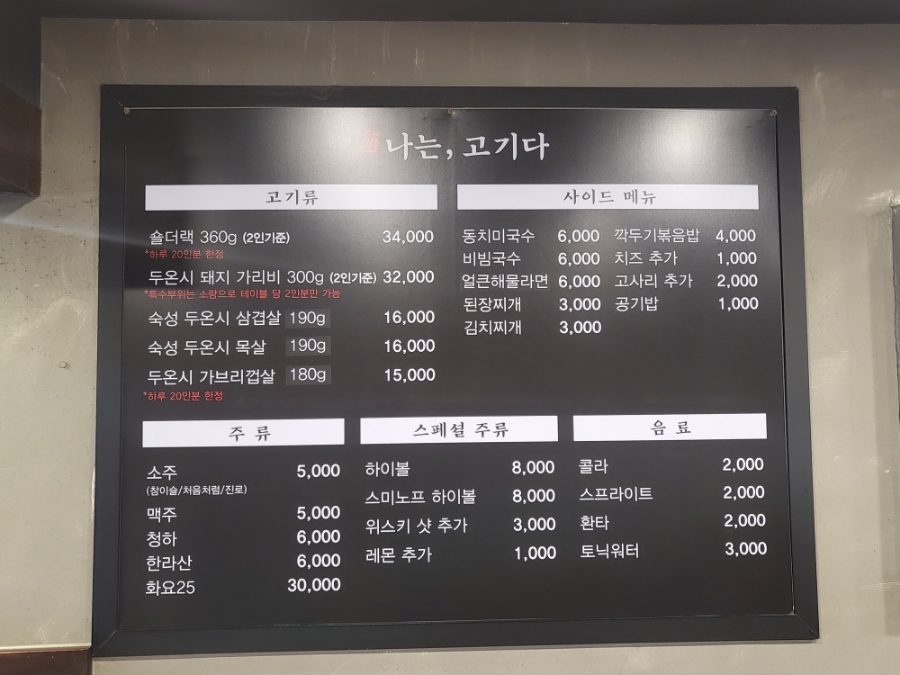 나는, 고기다
고기류
숄더랙 360g (2인기준) 34,000
*하루 20인분 한정
두온시 돼지 가리비 300g (2인기준) 32,000
*특수부위는 소량으로 테이블 당 2인분만 가능
숙성 두온시 삼겹살 190g 16,000
숙성 두온시 목살 190g 16,000
두온시 가브리껍살 180g 15,000
*하루 20인분 한정
사이드 메뉴
동치미국수 6,000 깍두기볶음밥 4,000
비빔국수 6,000 치즈 추가 1,000
얼큰해물라면 6,000 고사리 추가 2,000
된장찌개 3,000 공기밥 1,000
김치찌개 3,000
주 류
소주 5,000
(참이슬/처음처럼/진로)
맥주 5,000
청하 6,000
한라산 6,000
화요25 30,000
스페셜 주류
하이볼 8,000
스미노프 하이볼 8,000
위스키 샷 추가 3,000
레몬 추가 1,000
음 료
콜라 2,000
스프라이트 2,000
환타 2,000
토닉워터 3,000